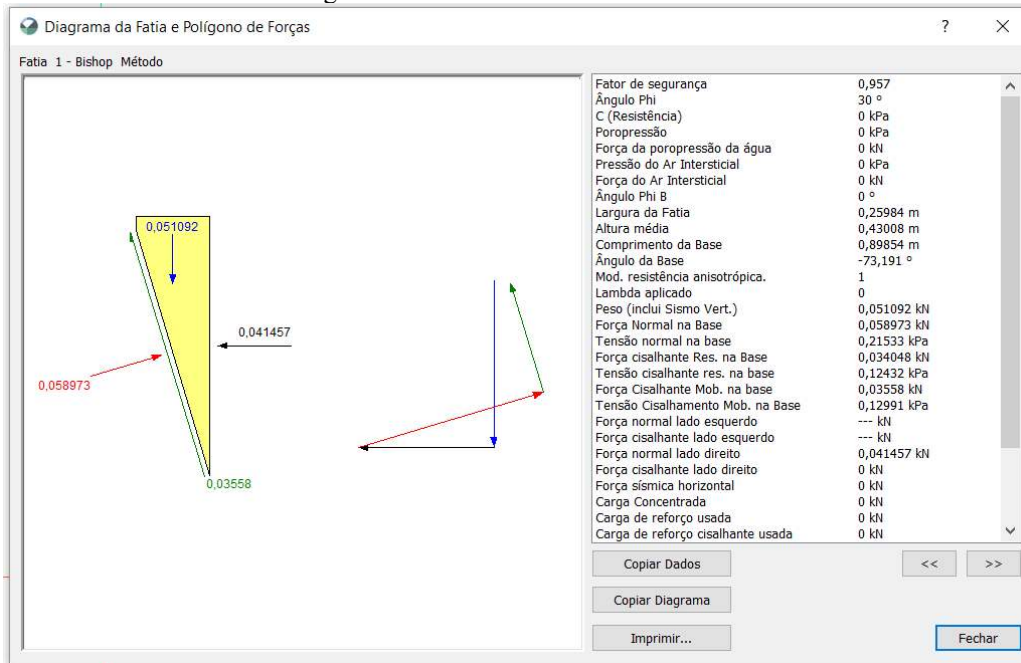 Diagrama da Fatia e Polígono de Forças ? ×
Fatia 1 - Bishop Método
0,051092
0,041457
0,058973
0,03558
Fator de segurança 0,957
Ângulo Phi 30 º
C (Resistência) 0 kPa
Poropressão 0 kPa
Força da poropressão da água 0 kN
Pressão do Ar Intersticial 0 kPa
Força do Ar Intersticial 0 kN
Ângulo Phi B 0 º
Largura da Fatia 0,25984 m
Altura média 0,43008 m
Comprimento da Base 0,89854 m
Ângulo da Base -73,191 º
Mod. resistência anisotrópica. 1
Lambda aplicado 0
Peso (inclui Sismo Vert.) 0,051092 kN
Força Normal na Base 0,058973 kN
Tensão normal na base 0,21533 kPa
Força cisalhante Res. na Base 0,034048 kN
Tensão cisalhante res. na base 0,12432 kPa
Força Cisalhante Mob. na base 0,03558 kN
Tensão Cisalhamento Mob. na Base 0,12991 kPa
Força normal lado esquerdo --- kN
Força cisalhante lado esquerdo --- kN
Força normal lado direito 0,041457 kN
Força cisalhante lado direito 0 kN
Força sísmica horizontal 0 kN
Carga Concentrada 0 kN
Carga de reforço usada 0 kN
Carga de reforço cisalhante usada 0 kN
Copiar Dados << >>
Copiar Diagrama
Imprimir... Fechar